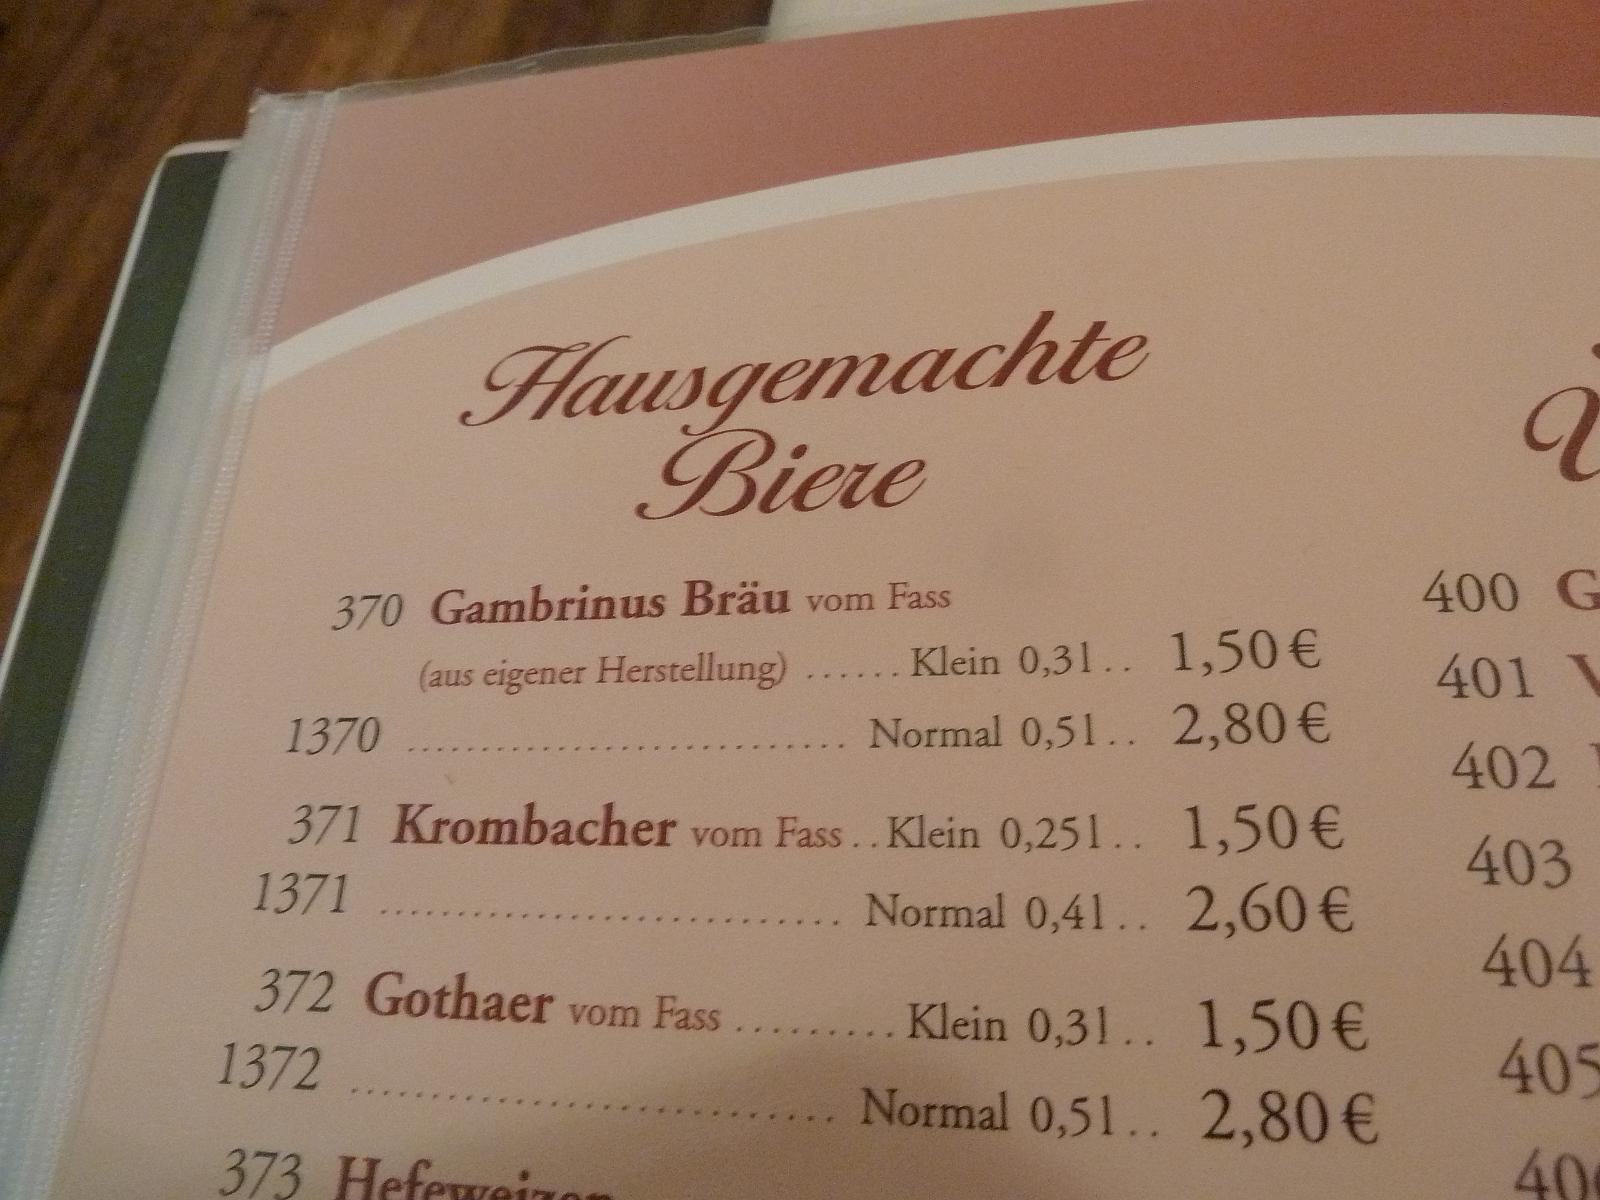 Hausgemachte
Biere
370 Gambrinus Bräu vom Fass
(aus eigener Herstellung) ...... Klein 0,3l.. 1,50 €
1370 ............................ Normal 0,5l.. 2,80 €
371 Krombacher vom Fass .. Klein 0,25l.. 1,50 €
1371 ............................. Normal 0,4l.. 2,60 €
372 Gothaer vom Fass ......... Klein 0,3l.. 1,50 €
1372 .............................. Normal 0,5l.. 2,80 €
373 Hefeweizen
400 G
401 V
402
403
404
405